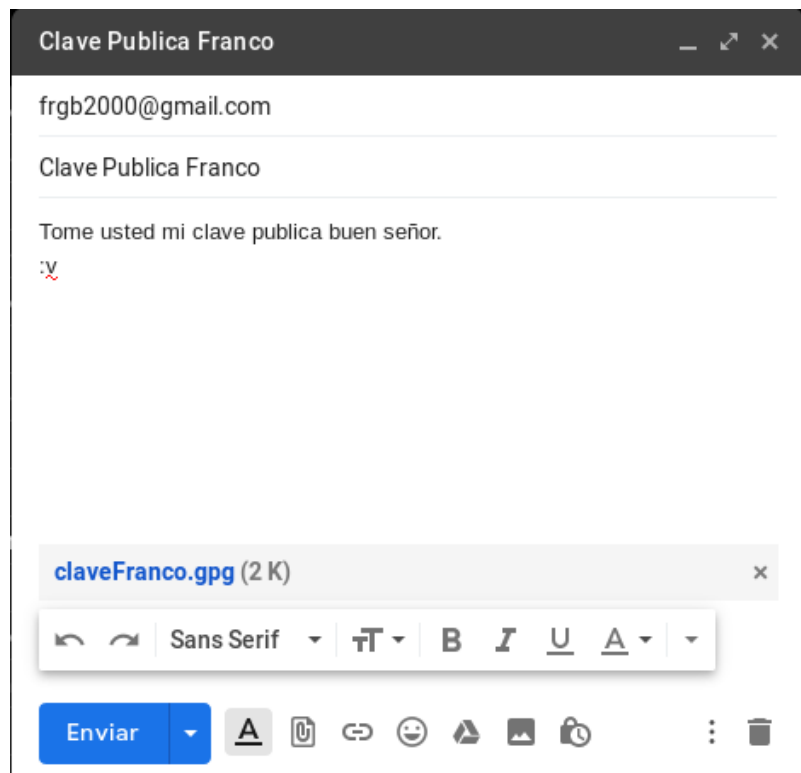 Clave Publica Franco
frgb2000@gmail.com
Clave Publica Franco
Tome usted mi clave publica buen señor.
:v
claveFranco.gpg (2 K)
Sans Serif
Enviar